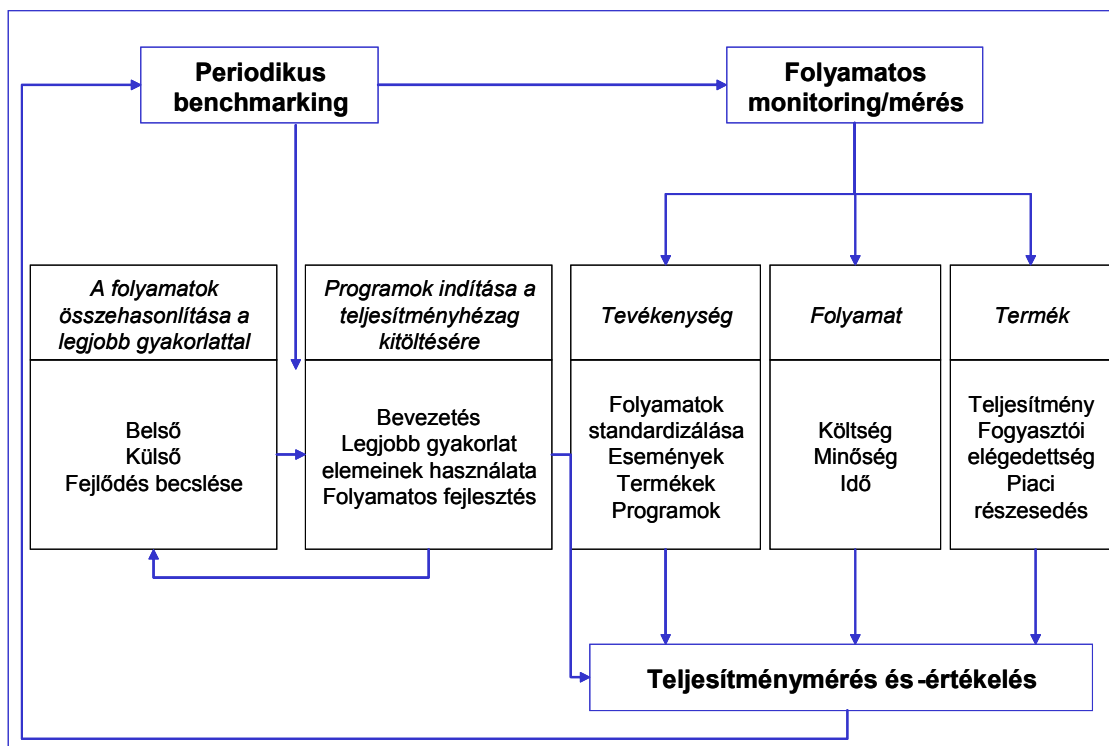 Periodikus
benchmarking
Folyamatos
monitoring/mérés
A folyamatok
összehasonlítása a
legjobb gyakorlattal
Belső
Külső
Fejlődés becslése
Programok indítása a
teljesítményhézag
kitöltésére
Bevezetés
Legjobb gyakorlat
elemeinek használata
Folyamatos fejlesztés
Tevékenység
Folyamatok
standardizálása
Események
Termékek
Programok
Folyamat
Költség
Minőség
Idő
Termék
Teljesítmény
Fogyasztói
elégedettség
Piaci
részesedés
Teljesítménymérés és -értékelés